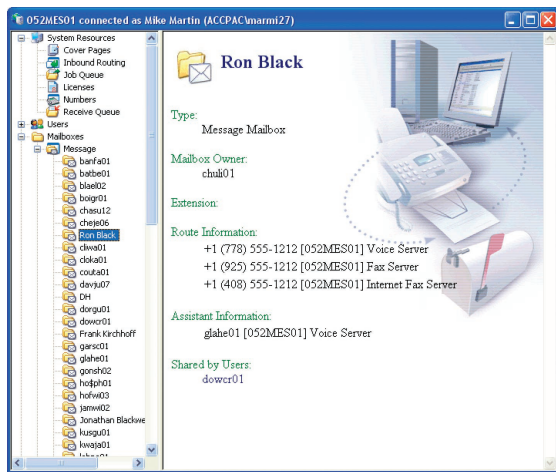 052MES01 connected as Mike Martin (ACCPAC\marmi27)
System Resources
Cover Pages
Inbound Routing
Job Queue
Licenses
Numbers
Receive Queue
Users
Mailboxes
Message
banfa01
batbe01
blael02
boigr01
chasu12
cheje06
Ron Black
cliwa01
cloka01
couta01
davju07
DH
dorgu01
dowcr01
Frank Kirchhoff
garsc01
glahe01
gonsh02
ho$ph01
hofwi03
jamwi02
Jonathan Blackwe
kusgu01
kwaja01
Ron Black
Type:
Message Mailbox
Mailbox Owner:
chuli01
Extension:
Route Information:
+1 (778) 555-1212 [052MES01] Voice Server
+1 (925) 555-1212 [052MES01] Fax Server
+1 (408) 555-1212 [052MES01] Internet Fax Server
Assistant Information:
glahe01 [052MES01] Voice Server
Shared by Users:
dowcr01